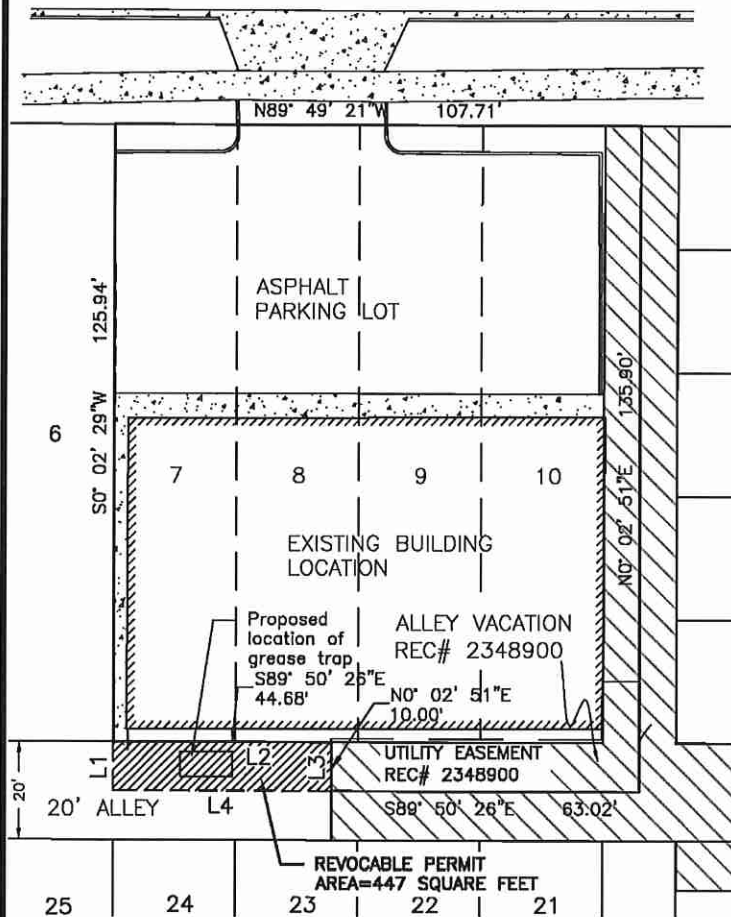 N89° 49' 21"W 107.71'
ASPHALT
PARKING LOT
125.94'
S0° 02' 29"W
135.90'
N0° 02' 51"E
6
7 8 9 10
EXISTING BUILDING
LOCATION
Proposed
location of
grease trap
ALLEY VACATION
REC# 2348900
S89° 50' 26"E
44.68'
N0° 02' 51"E
10.00'
L1
L2
L3
UTILITY EASEMENT
REC# 2348900
20'
20' ALLEY
L4
S89° 50' 26"E 63.02'
REVOCABLE PERMIT
AREA=447 SQUARE FEET
25 24 23 22 21